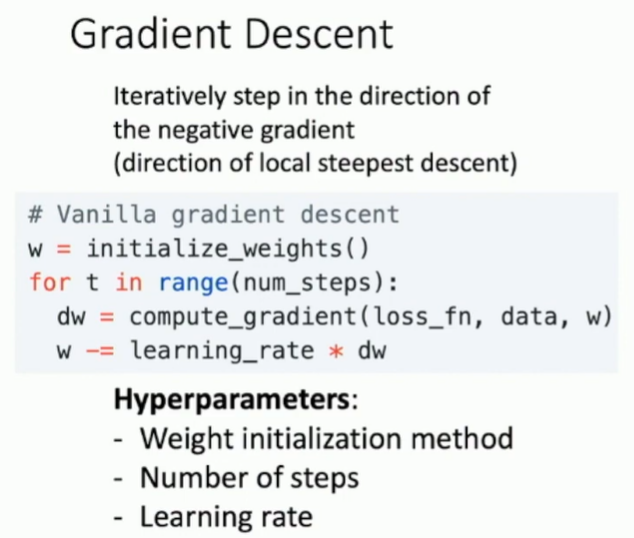 Gradient Descent
Iteratively step in the direction of
the negative gradient
(direction of local steepest descent)
# Vanilla gradient descent
w = initialize_weights()
for t in range(num_steps):
  dw = compute_gradient(loss_fn, data, w)
  w -= learning_rate * dw
Hyperparameters:
- Weight initialization method
- Number of steps
- Learning rate